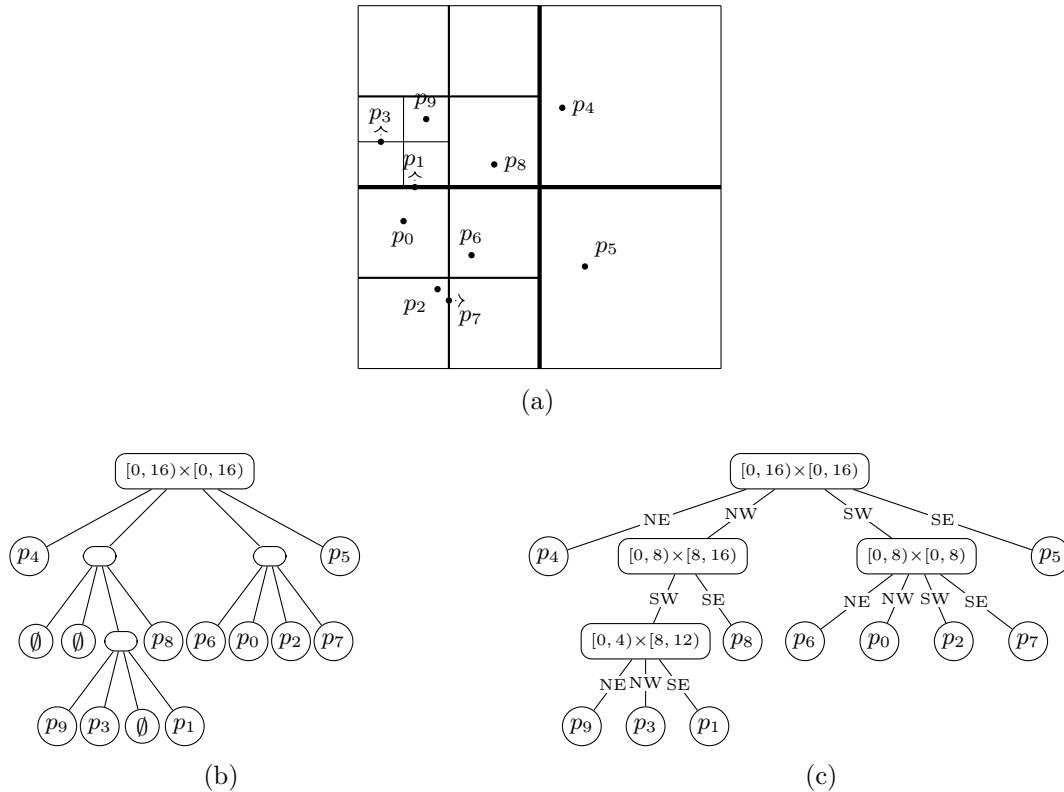 p₉
p₃
p₄
p₁
p₈
p₀
p₆
p₅
p₂
p₇
(a)
[0, 16)×[0, 16)
p₄
p₅
∅ ∅ p₈ p₆ p₀ p₂ p₇
p₉ p₃ ∅ p₁
(b)
[0, 16)×[0, 16)
NE NW SW SE
p₄ [0, 8)×[8, 16) [0, 8)×[0, 8) p₅
SW SE NE NW SW SE
[0, 4)×[8, 12) p₈ p₆ p₀ p₂ p₇
NE NW SE
p₉ p₃ p₁
(c)